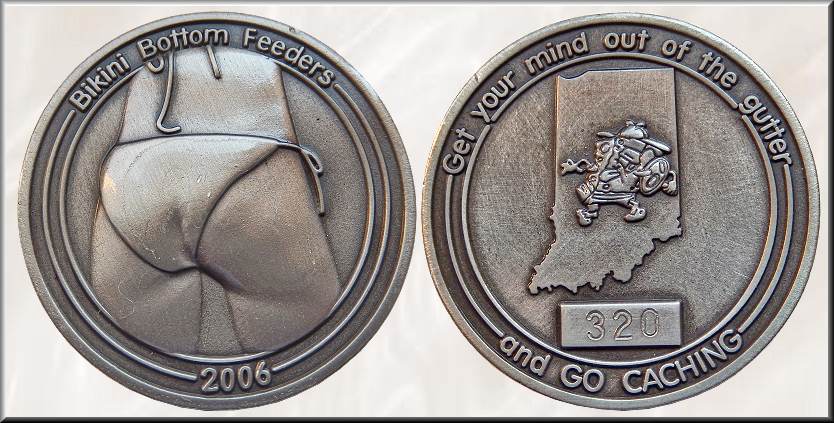 Bikini Bottom Feeders
2006
Get your mind out of the gutter
320
and GO CACHING